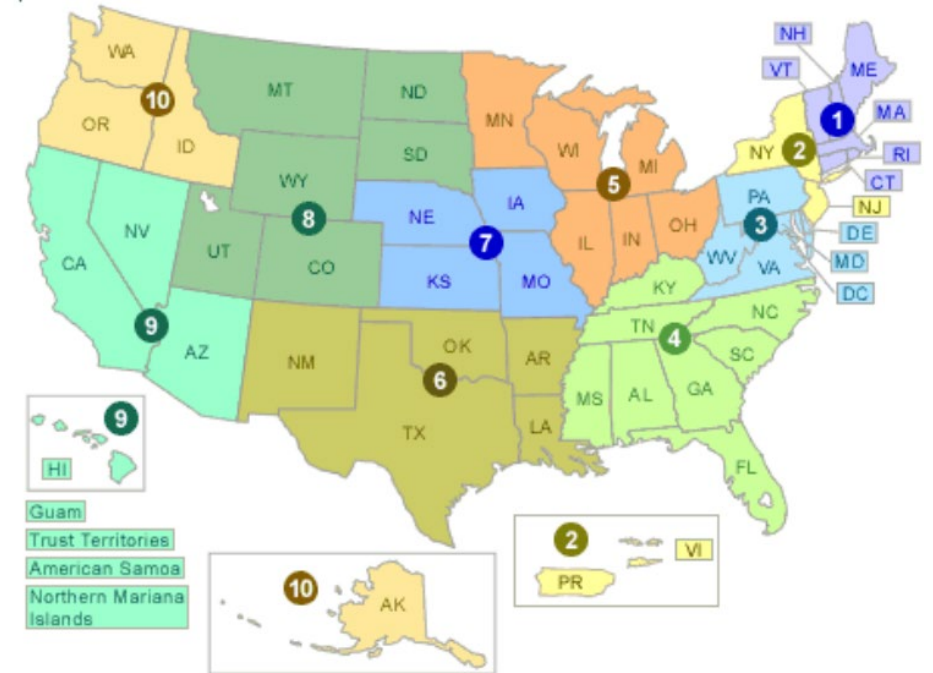 NH
WA
VT
ME
10
MT
ND
MN
1
MA
OR
ID
SD
WI
MI
NY
2
RI
CT
WY
5
PA
NJ
8
NE
IA
3
DE
NV
UT
7
IL
IN
OH
WV
MD
CA
CO
KS
MO
VA
DC
KY
9
NC
TN
4
AZ
NM
OK
AR
SC
6
MS
AL
GA
TX
LA
9
HI
FL
Guam
Trust Territories
American Samoa
Northern Mariana
Islands
10
AK
2
VI
PR